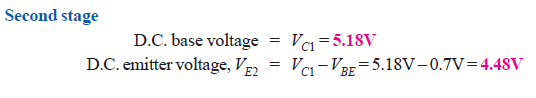 Second stage
D.C. base voltage = V_C1 = 5.18V
D.C. emitter voltage, V_E2 = V_C1 – V_BE = 5.18V – 0.7V = 4.48V